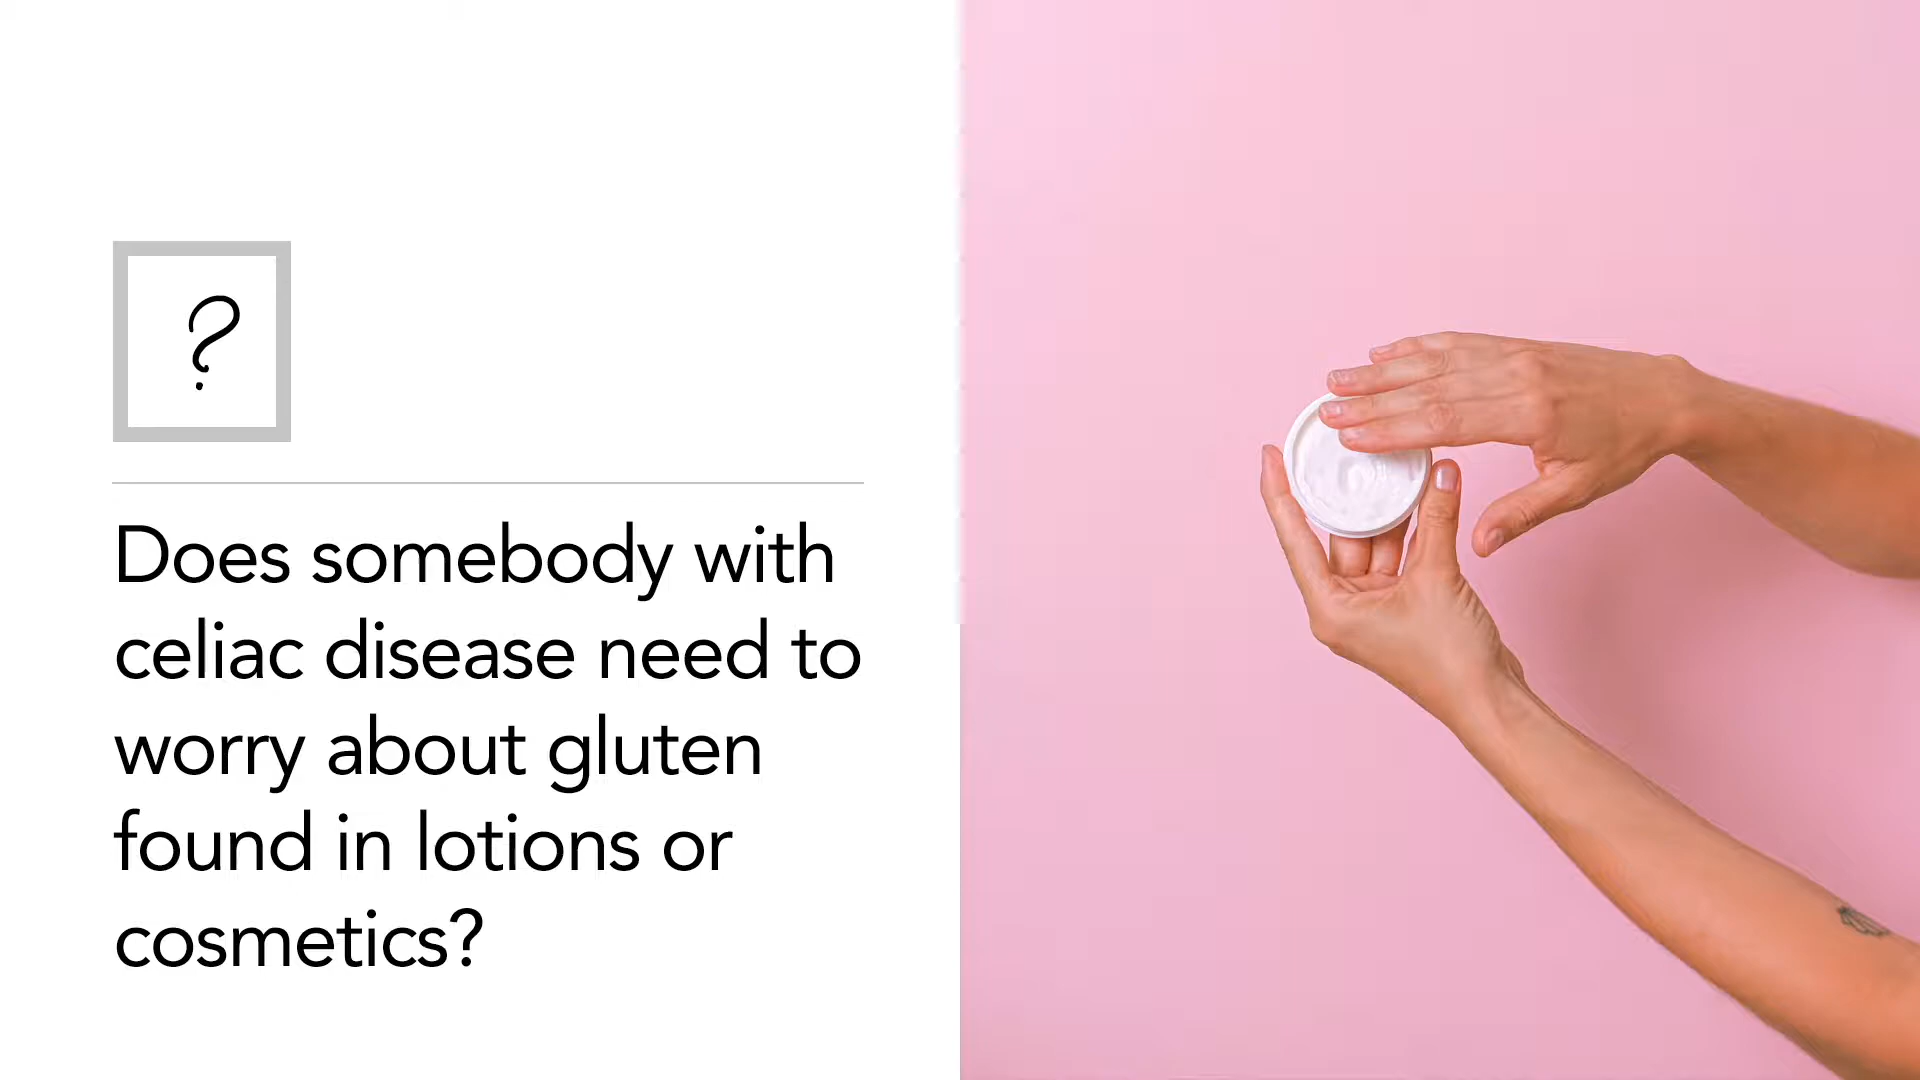 ?
Does somebody with
celiac disease need to
worry about gluten
found in lotions or
cosmetics?